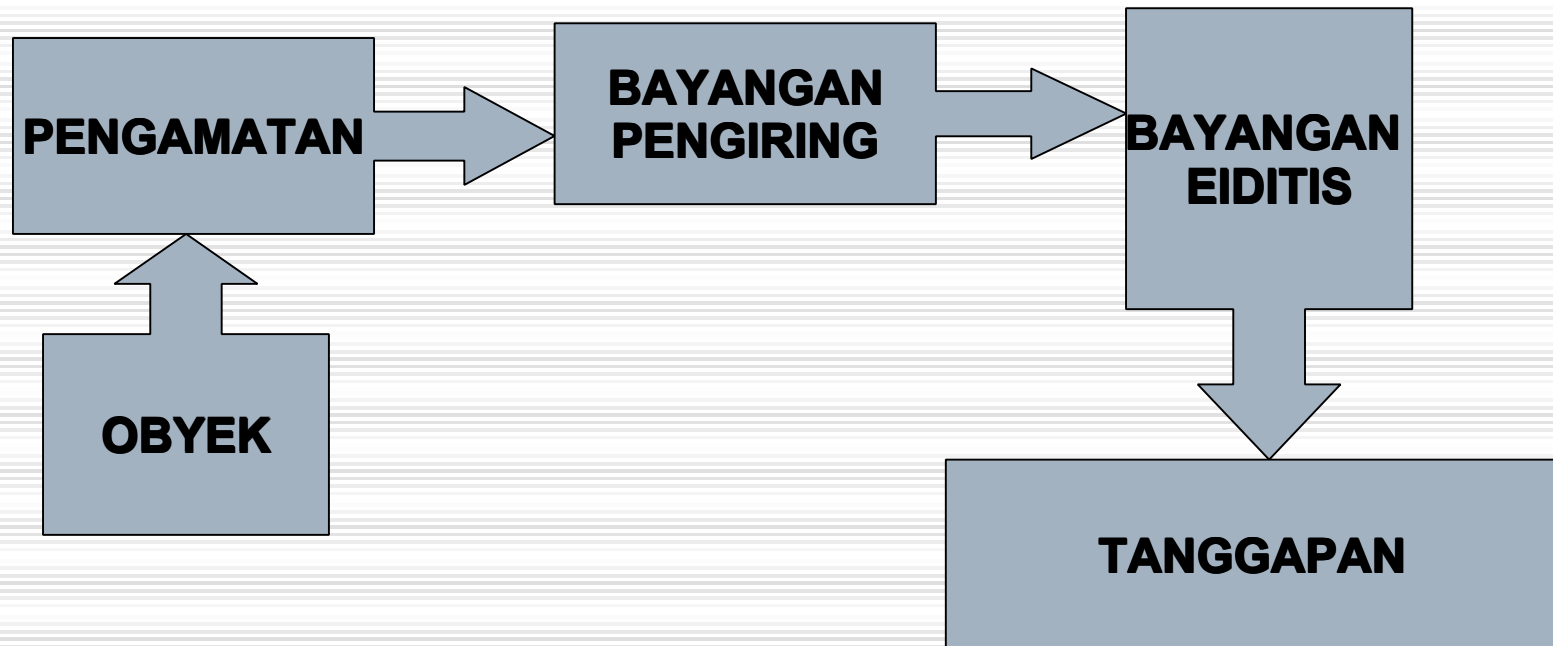 PENGAMATAN
BAYANGAN
PENGIRING
BAYANGAN
EIDITIS
OBYEK
TANGGAPAN